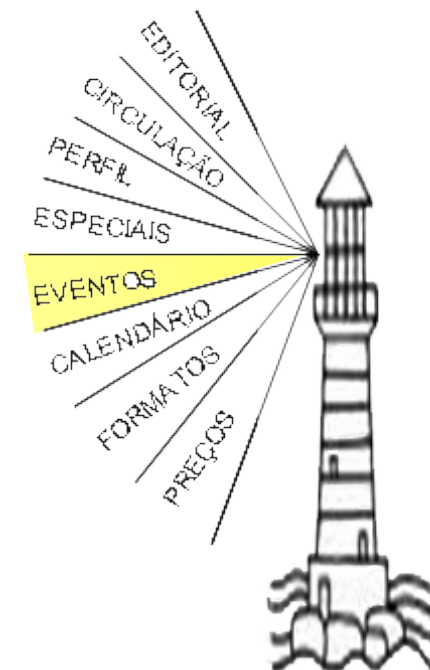 EDITORIAL
CIRCULAÇÃO
PERFIL
ESPECIAIS
EVENTOS
CALENDÁRIO
FORMATOS
PREÇOS